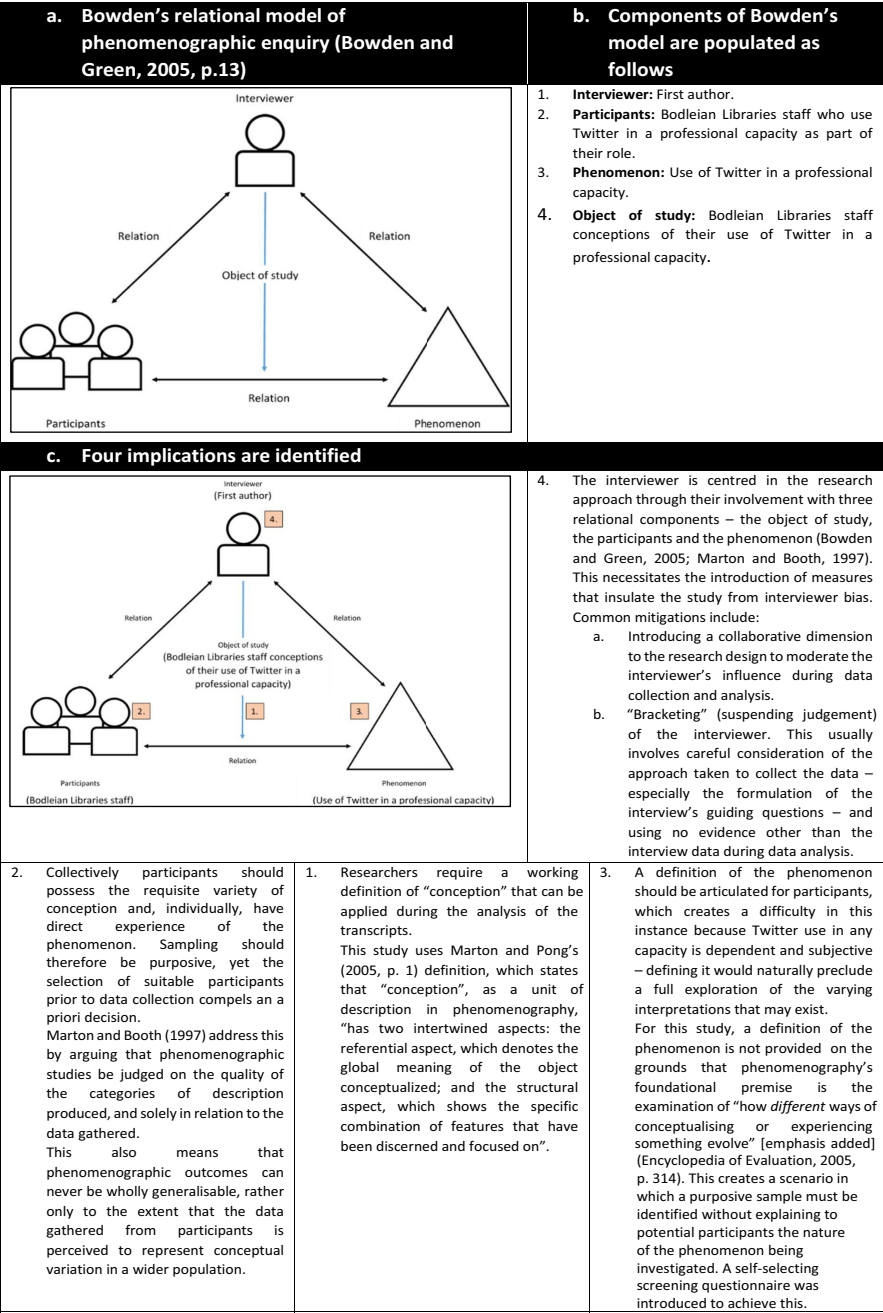 a. Bowden's relational model of
phenomenographic enquiry (Bowden and
Green, 2005, p.13)
b. Components of Bowden's
model are populated as
follows
Interviewer
Relation
Relation
Object of study
Relation
Participants
Phenomenon
1. Interviewer: First author.
2. Participants: Bodleian Libraries staff who use
Twitter in a professional capacity as part of
their role.
3. Phenomenon: Use of Twitter in a professional
capacity.
4. Object of study: Bodleian Libraries staff
conceptions of their use of Twitter in a
professional capacity.
c. Four implications are identified
Interviewer
(First author)
4.
Relation
Relation
Object of study
(Bodleian Libraries staff conceptions
of their use of Twitter in a
professional capacity)
2.
1.
3.
Relation
Participants
(Bodleian Libraries staff)
Phenomenon
(Use of Twitter in a professional capacity)
4. The interviewer is centred in the research
approach through their involvement with three
relational components – the object of study,
the participants and the phenomenon (Bowden
and Green, 2005; Marton and Booth, 1997).
This necessitates the introduction of measures
that insulate the study from interviewer bias.
Common mitigations include:
a. Introducing a collaborative dimension
to the research design to moderate the
interviewer's influence during data
collection and analysis.
b. "Bracketing" (suspending judgement)
of the interviewer. This usually
involves careful consideration of the
approach taken to collect the data –
especially the formulation of the
interview's guiding questions – and
using no evidence other than the
interview data during data analysis.
2. Collectively participants should
possess the requisite variety of
conception and, individually, have
direct experience of the
phenomenon. Sampling should
therefore be purposive, yet the
selection of suitable participants
prior to data collection compels an a
priori decision.
Marton and Booth (1997) address this
by arguing that phenomenographic
studies be judged on the quality of
the categories of description
produced, and solely in relation to the
data gathered.
This also means that
phenomenographic outcomes can
never be wholly generalisable, rather
only to the extent that the data
gathered from participants is
perceived to represent conceptual
variation in a wider population.
1. Researchers require a working
definition of "conception" that can be
applied during the analysis of the
transcripts.
This study uses Marton and Pong's
(2005, p. 1) definition, which states
that "conception", as a unit of
description in phenomenography,
"has two intertwined aspects: the
referential aspect, which denotes the
global meaning of the object
conceptualized; and the structural
aspect, which shows the specific
combination of features that have
been discerned and focused on".
3. A definition of the phenomenon
should be articulated for participants,
which creates a difficulty in this
instance because Twitter use in any
capacity is dependent and subjective
– defining it would naturally preclude
a full exploration of the varying
interpretations that may exist.
For this study, a definition of the
phenomenon is not provided on the
grounds that phenomenography's
foundational premise is the
examination of "how different ways of
conceptualising or experiencing
something evolve" [emphasis added]
(Encyclopedia of Evaluation, 2005,
p. 314). This creates a scenario in
which a purposive sample must be
identified without explaining to
potential participants the nature
of the phenomenon being
investigated. A self-selecting
screening questionnaire was
introduced to achieve this.